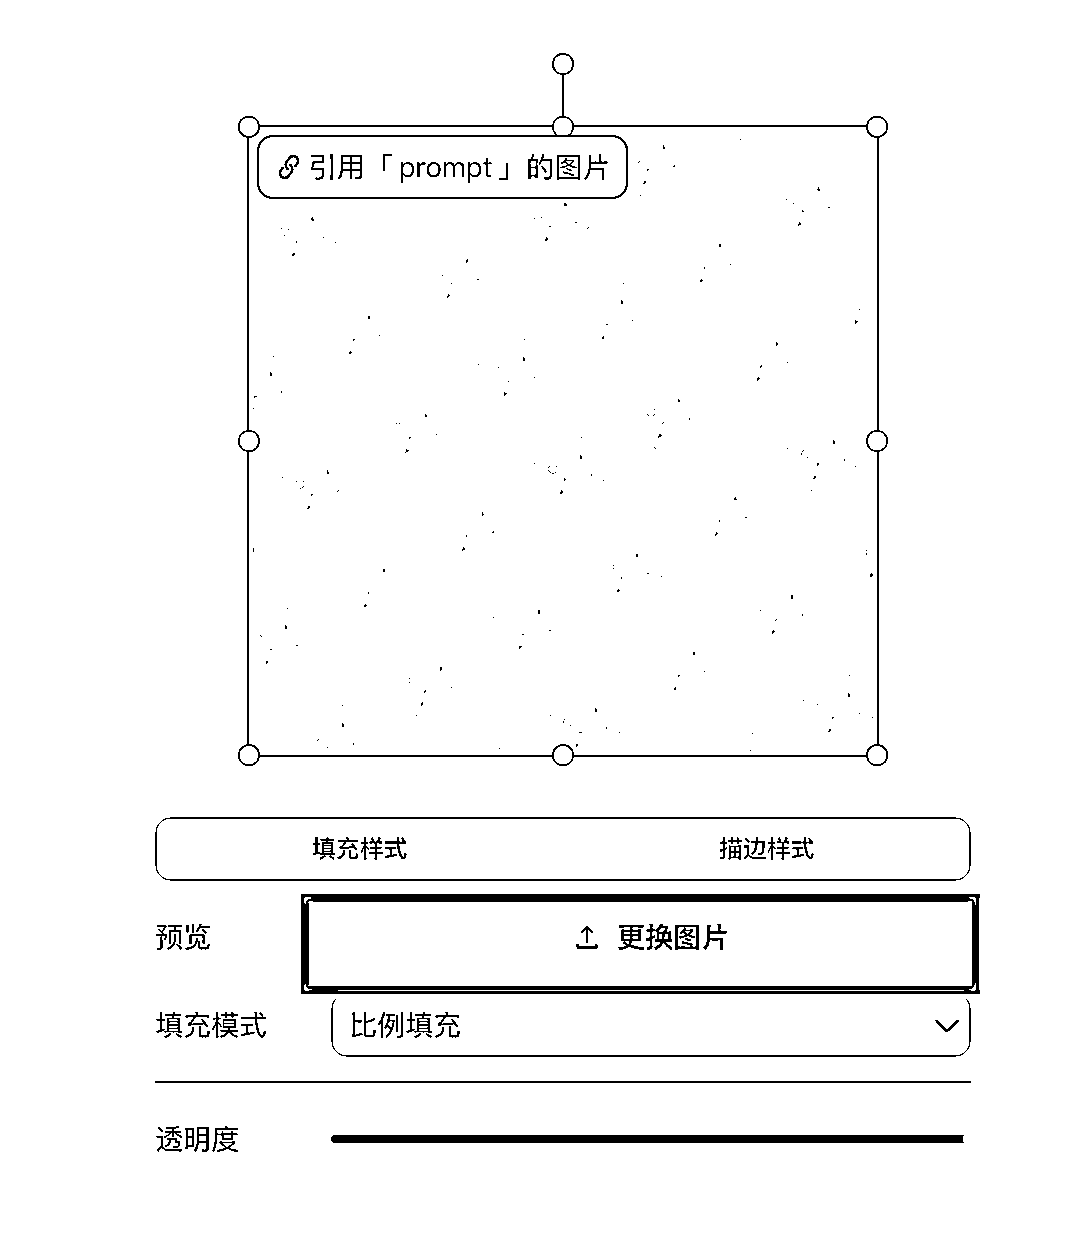 引用「prompt」的图片
填充样式 描边样式
预览 更换图片
填充模式 比例填充
透明度